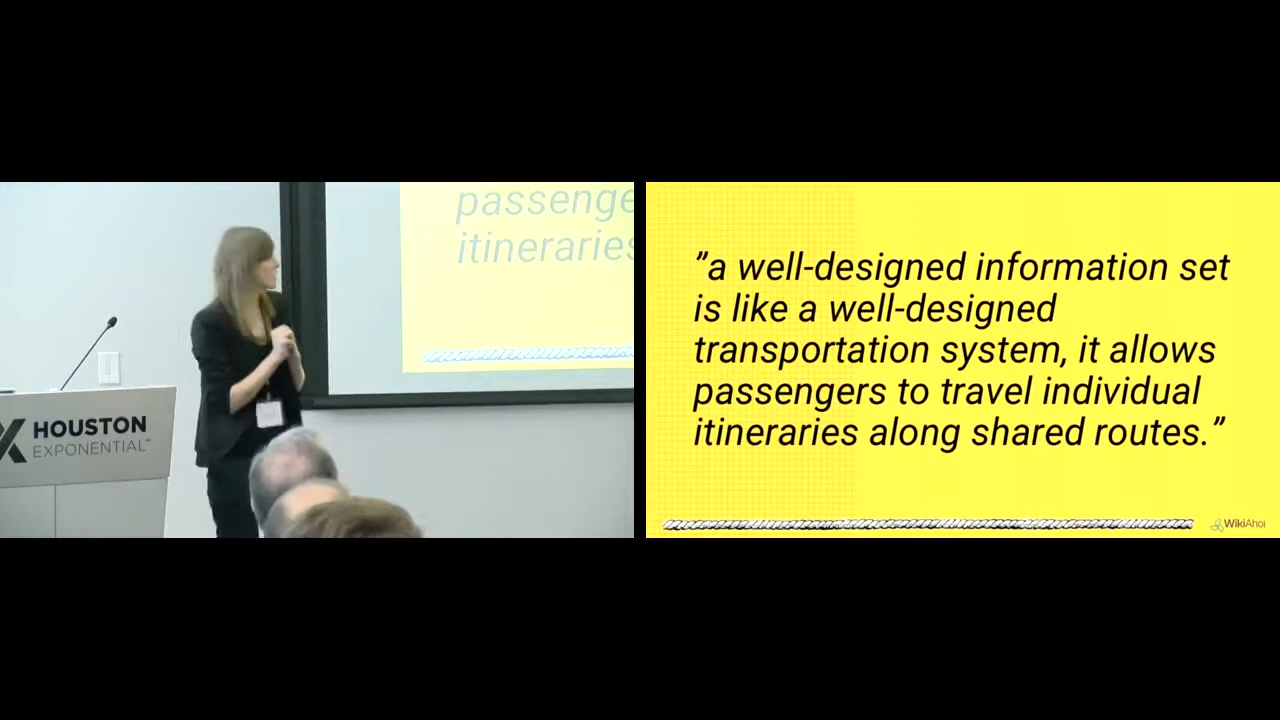 passenge
itineraries
HOUSTON
EXPONENTIAL™
”a well-designed information set
is like a well-designed
transportation system, it allows
passengers to travel individual
itineraries along shared routes.”
WikiAhoi